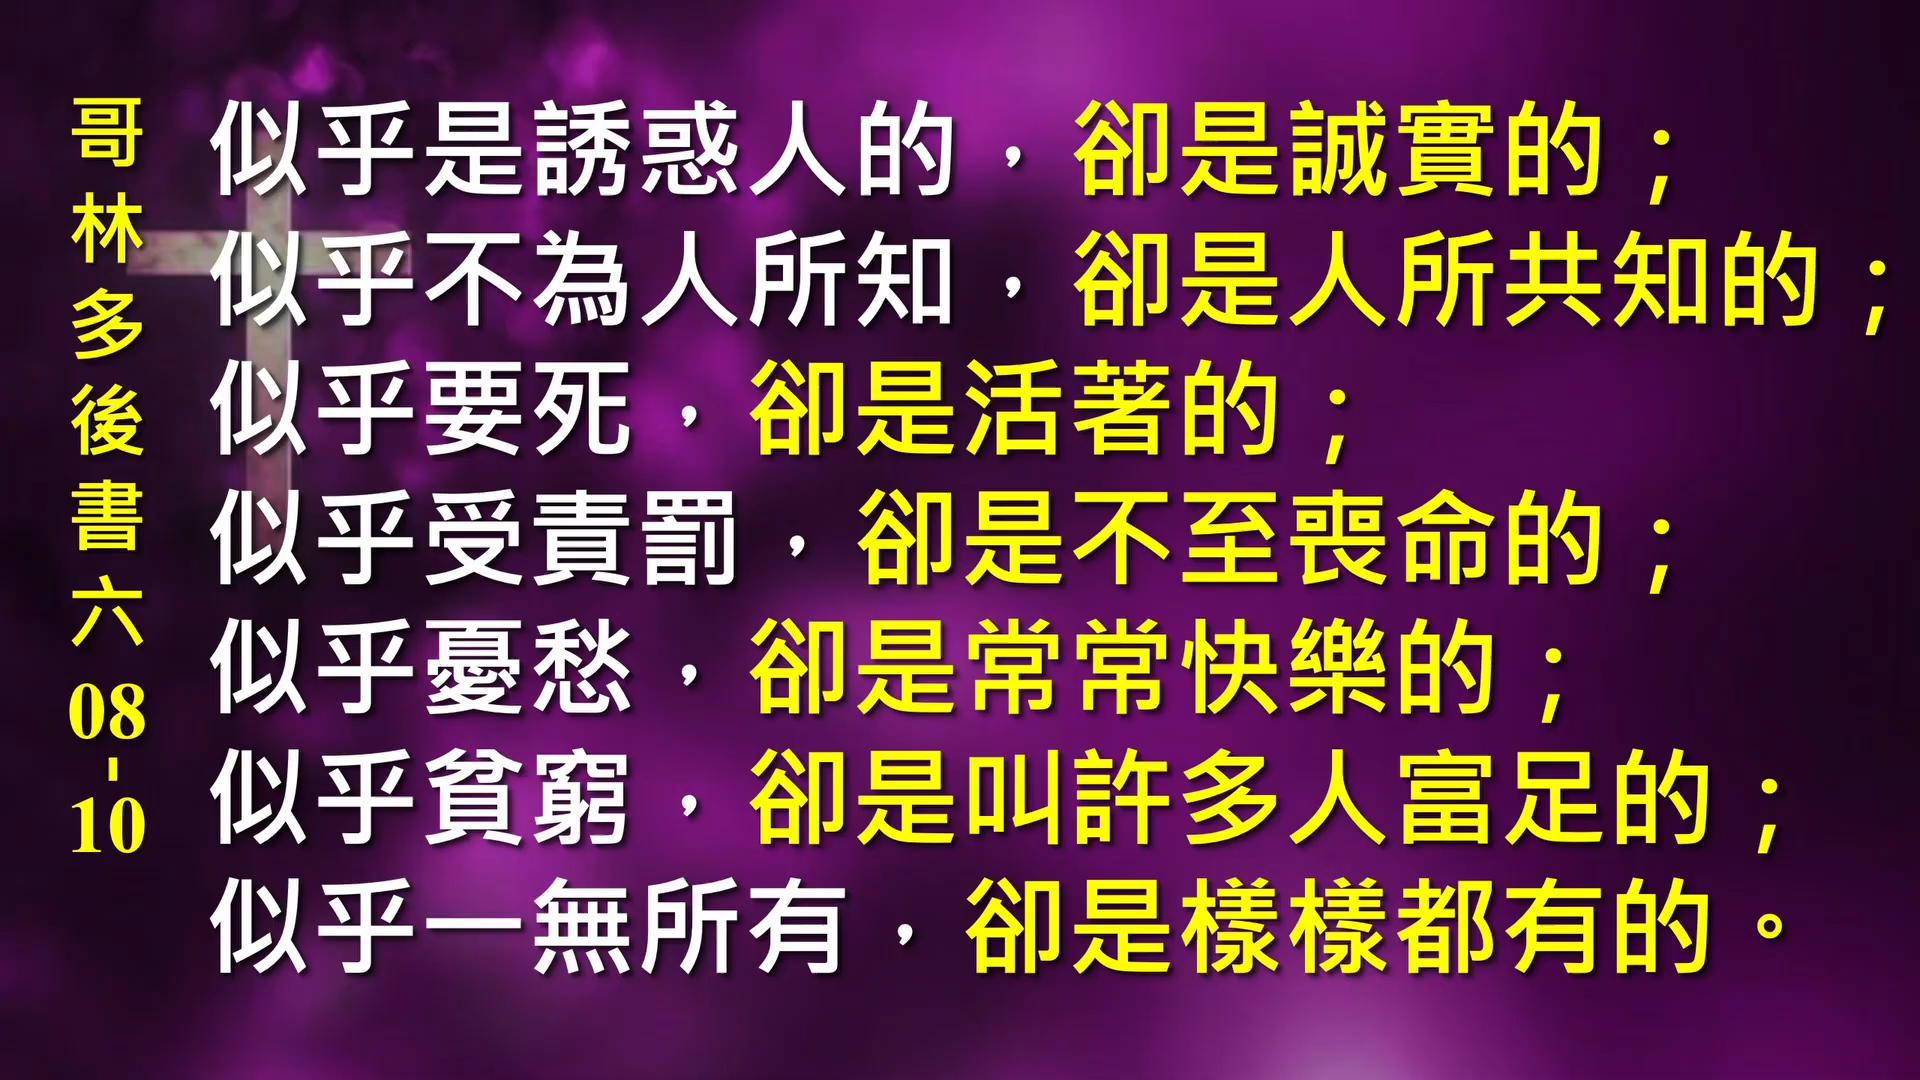 哥林多後書六08-10
似乎是誘惑人的，卻是誠實的；
似乎不為人所知，卻是人所共知的；
似乎要死，卻是活著的；
似乎受責罰，卻是不至喪命的；
似乎憂愁，卻是常常快樂的；
似乎貧窮，卻是叫許多人富足的；
似乎一無所有，卻是樣樣都有的。